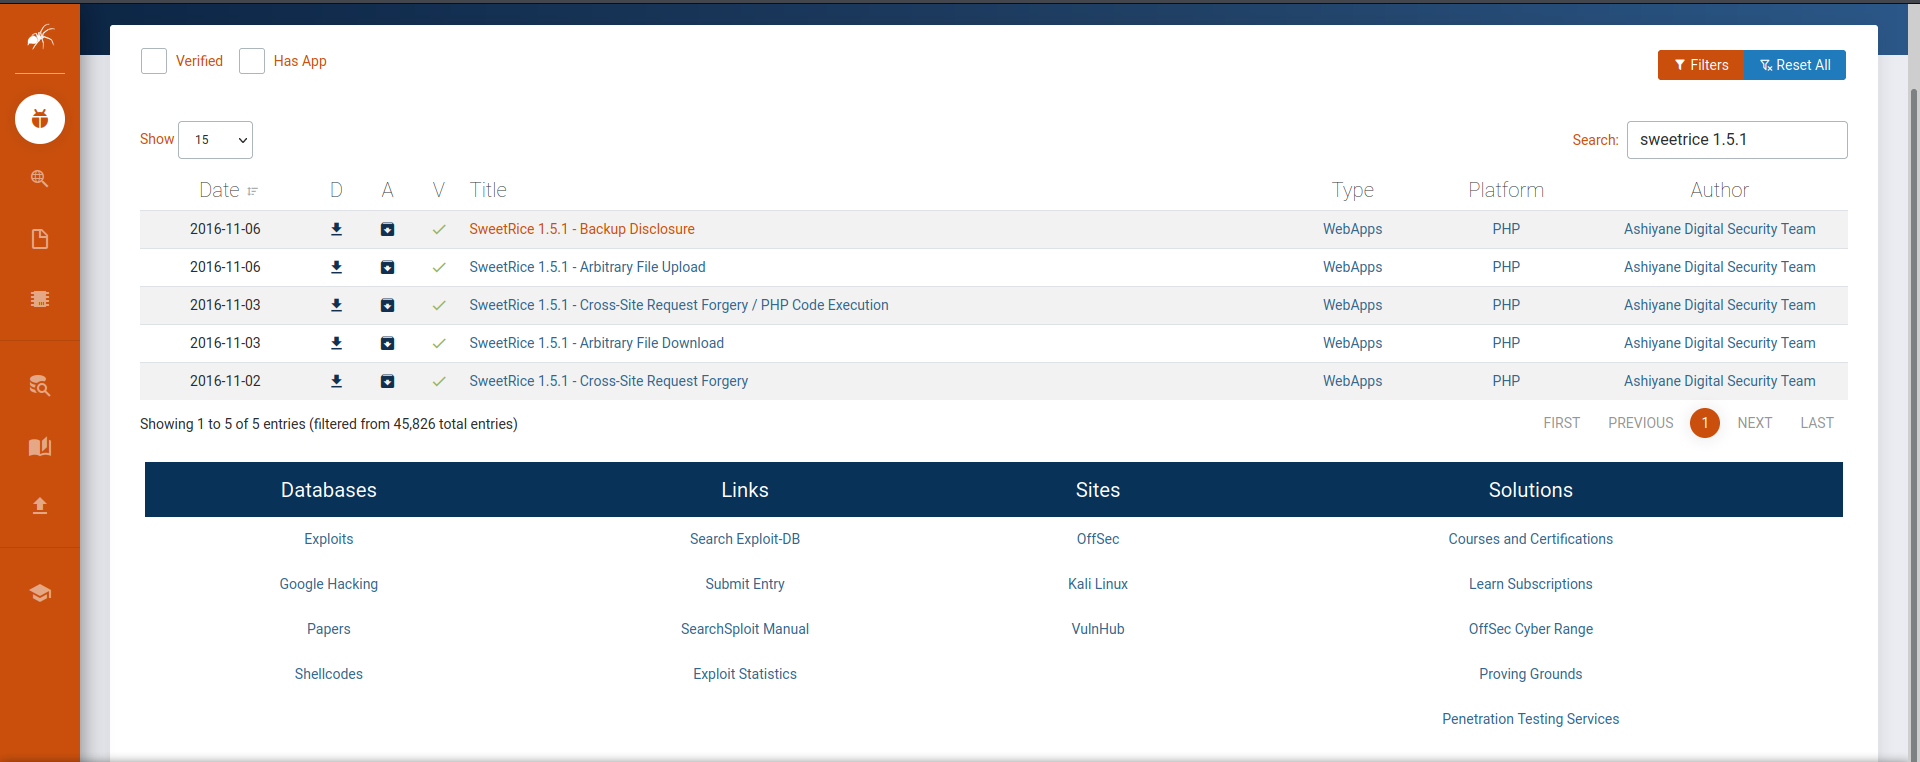 Verified Has App Filters Reset All
Show 15 Search: sweetrice 1.5.1
Date D A V Title Type Platform Author
2016-11-06 SweetRice 1.5.1 - Backup Disclosure WebApps PHP Ashiyane Digital Security Team
2016-11-06 SweetRice 1.5.1 - Arbitrary File Upload WebApps PHP Ashiyane Digital Security Team
2016-11-03 SweetRice 1.5.1 - Cross-Site Request Forgery / PHP Code Execution WebApps PHP Ashiyane Digital Security Team
2016-11-03 SweetRice 1.5.1 - Arbitrary File Download WebApps PHP Ashiyane Digital Security Team
2016-11-02 SweetRice 1.5.1 - Cross-Site Request Forgery WebApps PHP Ashiyane Digital Security Team
Showing 1 to 5 of 5 entries (filtered from 45,826 total entries) FIRST PREVIOUS 1 NEXT LAST
Databases Links Sites Solutions
Exploits Search Exploit-DB OffSec Courses and Certifications
Google Hacking Submit Entry Kali Linux Learn Subscriptions
Papers SearchSploit Manual VulnHub OffSec Cyber Range
Shellcodes Exploit Statistics Proving Grounds
Penetration Testing Services